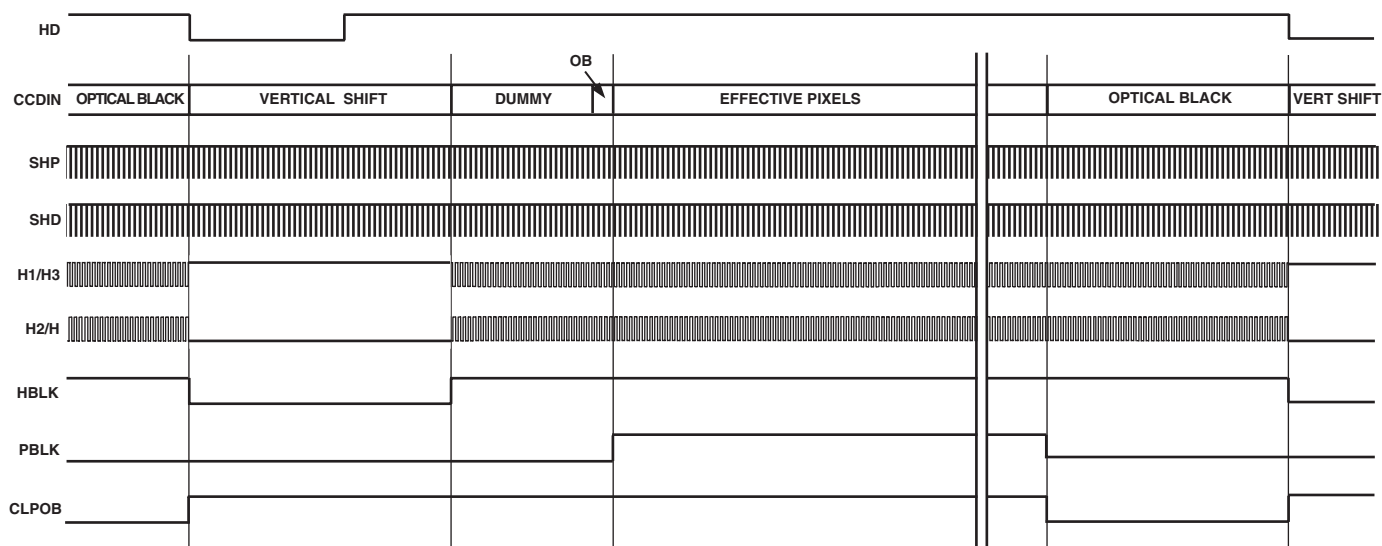 HD
OB
CCDIN OPTICAL BLACK VERTICAL SHIFT DUMMY EFFECTIVE PIXELS OPTICAL BLACK VERT SHIFT
SHP
SHD
H1/H3
H2/H
HBLK
PBLK
CLPOB